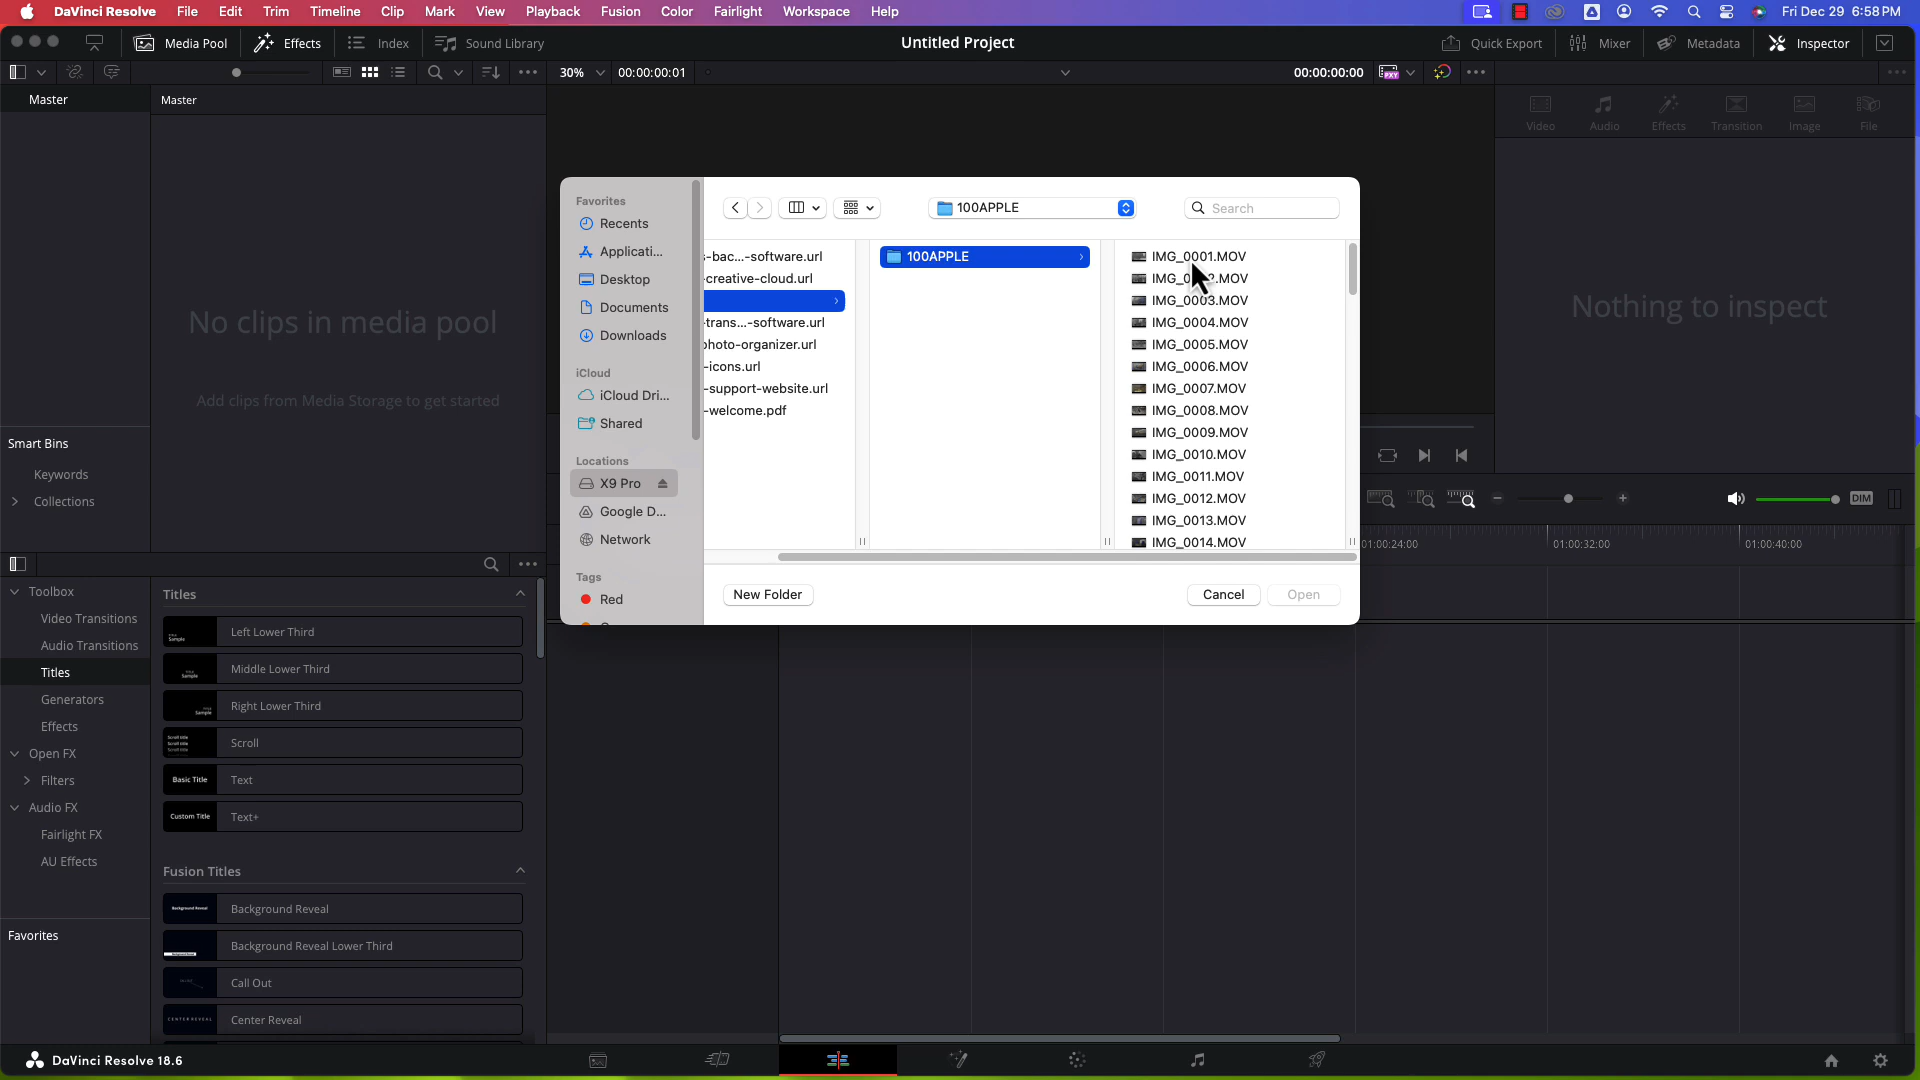 DaVinci Resolve File Edit Trim Timeline Clip Mark View Playback Fusion Color Fairlight Workspace Help Fri Dec 29 6:58 PM
Media Pool Effects Index Sound Library Untitled Project Quick Export Mixer Metadata Inspector
30% 00:00:00:01 00:00:00:00 PXY
Master
Master
Video Audio Effects Transition Image File
No clips in media pool
Add clips from Media Storage to get started
Nothing to inspect
Favorites
Recents
Applicati...
Desktop
Documents
Downloads
iCloud
iCloud Dri...
Shared
Locations
X9 Pro
Google D...
Network
Tags
Red
100APPLE
Search
s-bac...-software.url
-creative-cloud.url
-trans...-software.url
photo-organizer.url
-icons.url
-support-website.url
-welcome.pdf
100APPLE
IMG_0001.MOV
IMG_0 2.MOV
IMG_0003.MOV
IMG_0004.MOV
IMG_0005.MOV
IMG_0006.MOV
IMG_0007.MOV
IMG_0008.MOV
IMG_0009.MOV
IMG_0010.MOV
IMG_0011.MOV
IMG_0012.MOV
IMG_0013.MOV
IMG_0014.MOV
New Folder Cancel Open
Smart Bins
Keywords
Collections
DIM
01:00:24:00 01:00:32:00 01:00:40:00
Toolbox
Video Transitions
Audio Transitions
Titles
Generators
Effects
Open FX
Filters
Audio FX
Fairlight FX
AU Effects
Favorites
Titles
Left Lower Third
Middle Lower Third
Right Lower Third
Scroll
Basic Title Text
Custom Title Text+
Fusion Titles
Background Reveal Background Reveal
Background Reveal Lower Third
Call Out
CENTER REVEAL Center Reveal
DaVinci Resolve 18.6